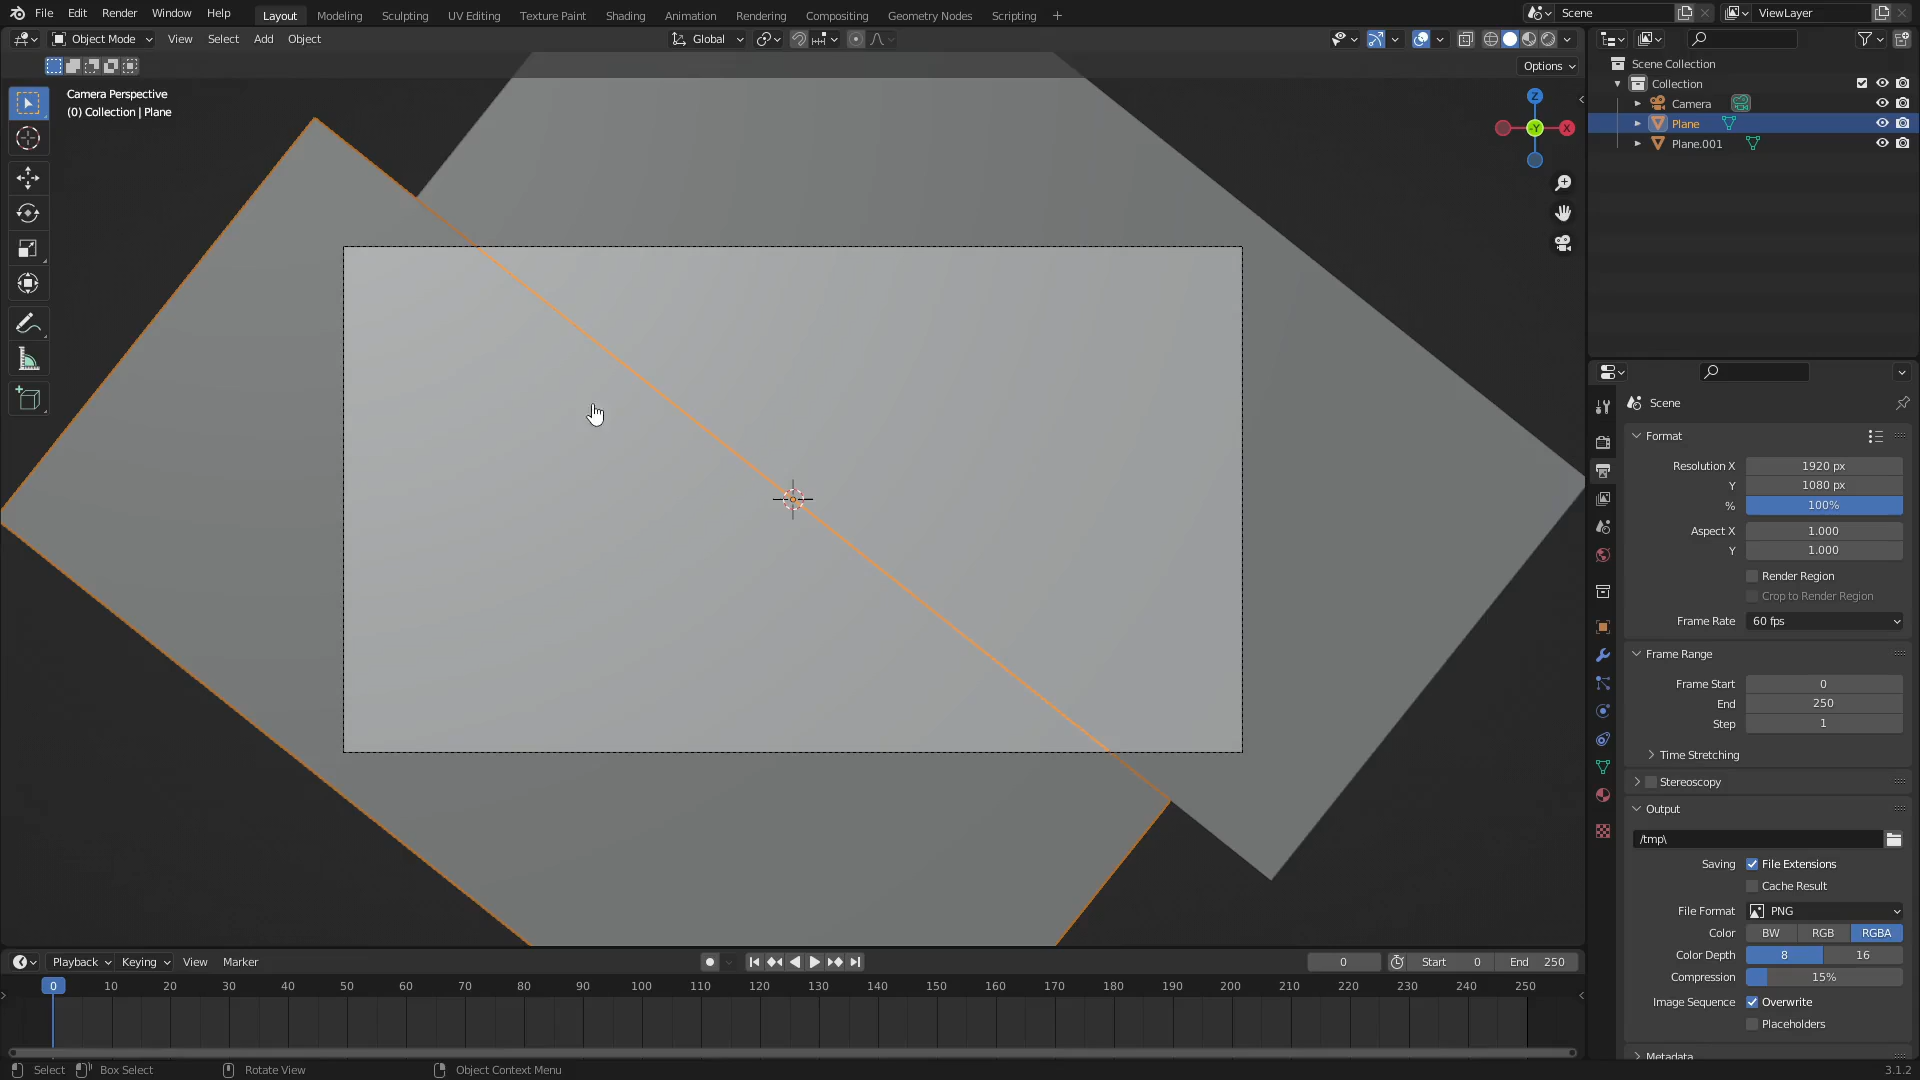 File Edit Render Window Help Layout Modeling Sculpting UV Editing Texture Paint Shading Animation Rendering Compositing Geometry Nodes Scripting + Scene ViewLayer
Object Mode View Select Add Object Global
Options
Camera Perspective
(0) Collection | Plane
Z
-Y
X
Scene Collection
Collection
Camera
Plane
Plane.001
Scene
Format
Resolution X 1920 px
Y 1080 px
% 100%
Aspect X 1.000
Y 1.000
Render Region
Crop to Render Region
Frame Rate 60 fps
Frame Range
Frame Start 0
End 250
Step 1
Time Stretching
Stereoscopy
Output
/tmp\
Saving File Extensions
Cache Result
File Format PNG
Color BW RGB RGBA
Color Depth 8 16
Compression 15%
Image Sequence Overwrite
Placeholders
Metadata
Playback Keying View Marker 0 Start 0 End 250
0 10 20 30 40 50 60 70 80 90 100 110 120 130 140 150 160 170 180 190 200 210 220 230 240 250
Select Box Select Rotate View Object Context Menu 3.1.2